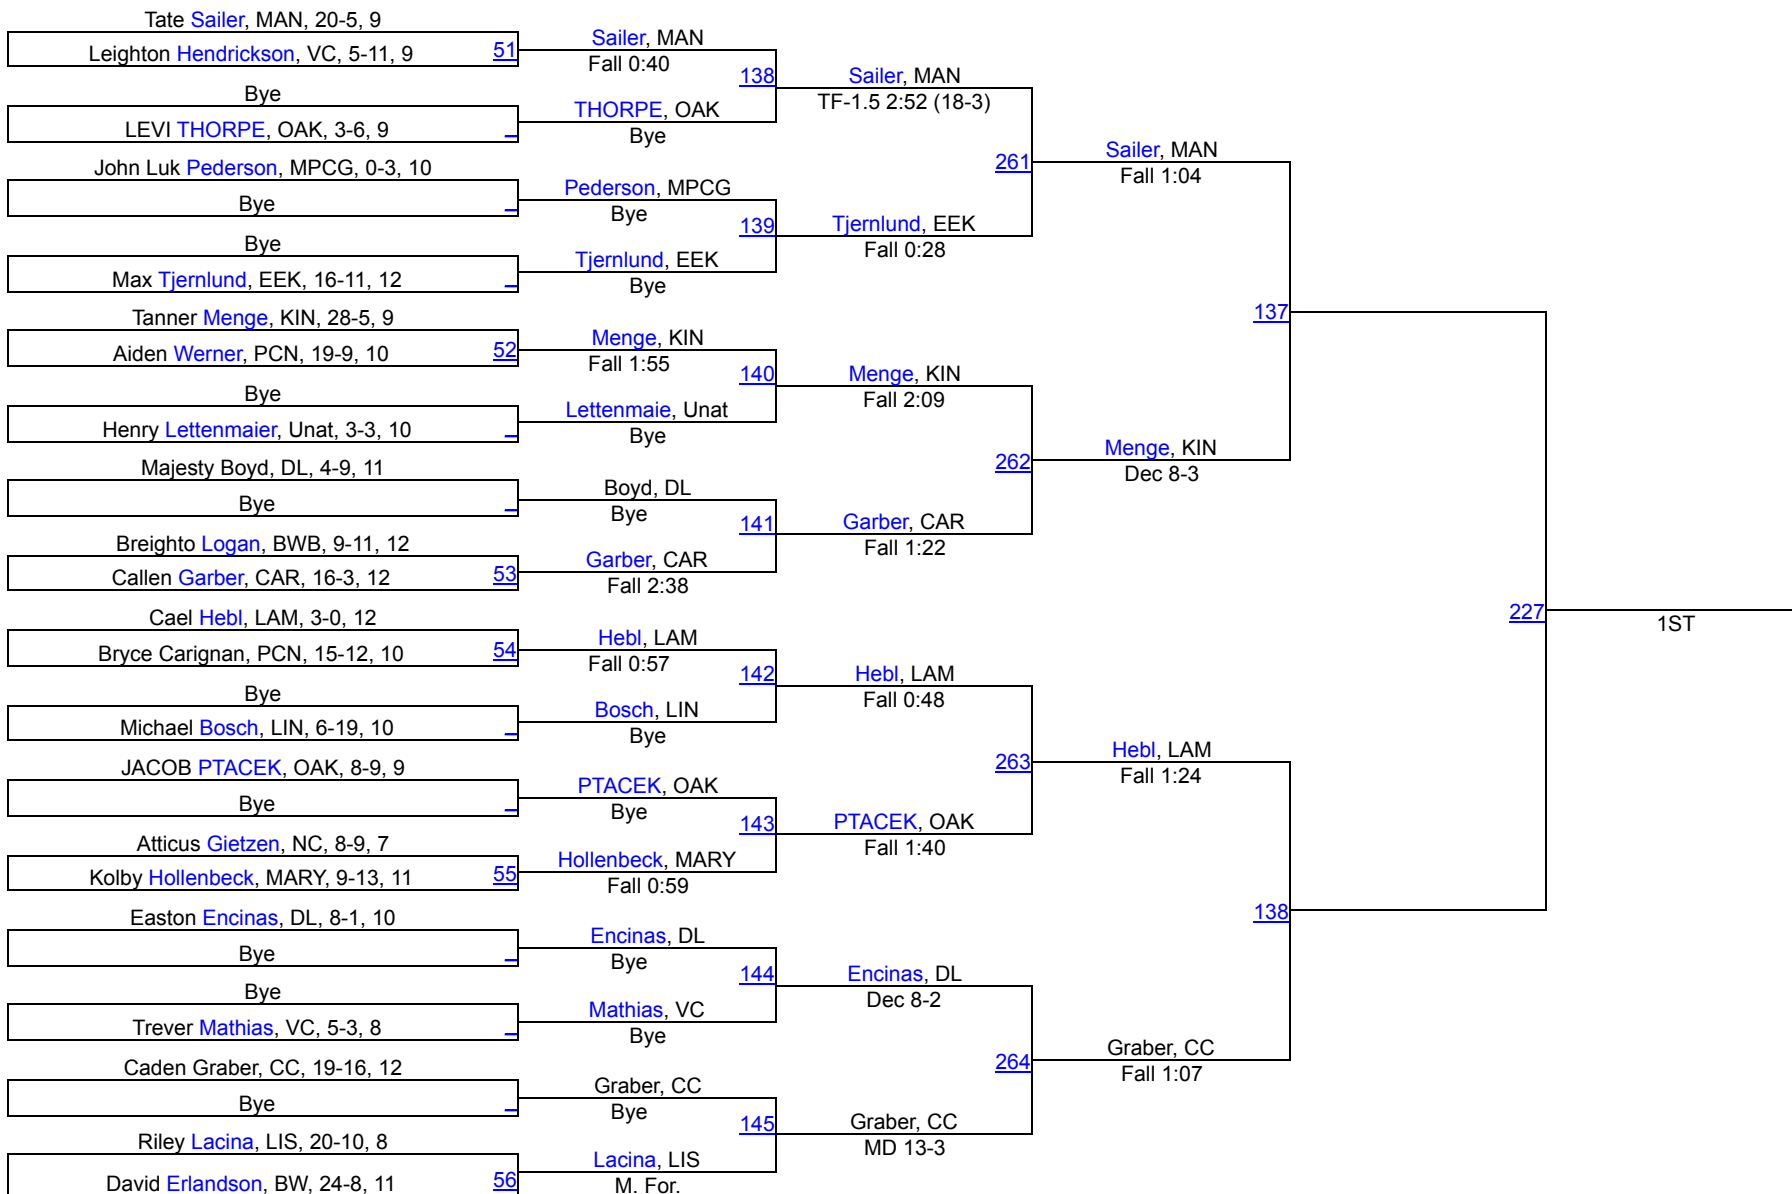 Tate Sailer, MAN, 20-5, 9
Leighton Hendrickson, VC, 5-11, 9
51
Bye
LEVI THORPE, OAK, 3-6, 9
John Luk Pederson, MPCG, 0-3, 10
Bye
Bye
Max Tjernlund, EEK, 16-11, 12
Tanner Menge, KIN, 28-5, 9
Aiden Werner, PCN, 19-9, 10
52
Bye
Henry Lettenmaier, Unat, 3-3, 10
Majesty Boyd, DL, 4-9, 11
Bye
Breighto Logan, BWB, 9-11, 12
Callen Garber, CAR, 16-3, 12
53
Cael Hebl, LAM, 3-0, 12
Bryce Carignan, PCN, 15-12, 10
54
Bye
Michael Bosch, LIN, 6-19, 10
JACOB PTACEK, OAK, 8-9, 9
Bye
Atticus Gietzen, NC, 8-9, 7
Kolby Hollenbeck, MARY, 9-13, 11
55
Easton Encinas, DL, 8-1, 10
Bye
Bye
Trever Mathias, VC, 5-3, 8
Caden Graber, CC, 19-16, 12
Bye
Riley Lacina, LIS, 20-10, 8
David Erlandson, BW, 24-8, 11
56
Sailer, MAN
Fall 0:40
138
THORPE, OAK
Bye
Pederson, MPCG
Bye
139
Tjernlund, EEK
Bye
Menge, KIN
Fall 1:55
140
Lettenmaie, Unat
Bye
Boyd, DL
Bye
141
Garber, CAR
Fall 2:38
Hebl, LAM
Fall 0:57
142
Bosch, LIN
Bye
PTACEK, OAK
Bye
143
Hollenbeck, MARY
Fall 0:59
Encinas, DL
Bye
144
Mathias, VC
Bye
Graber, CC
Bye
145
Lacina, LIS
M. For.
Sailer, MAN
TF-1.5 2:52 (18-3)
261
Tjernlund, EEK
Fall 0:28
Menge, KIN
Fall 2:09
262
Garber, CAR
Fall 1:22
Hebl, LAM
Fall 0:48
263
PTACEK, OAK
Fall 1:40
Encinas, DL
Dec 8-2
264
Graber, CC
MD 13-3
Sailer, MAN
Fall 1:04
137
Menge, KIN
Dec 8-3
Hebl, LAM
Fall 1:24
138
Graber, CC
Fall 1:07
227
1ST